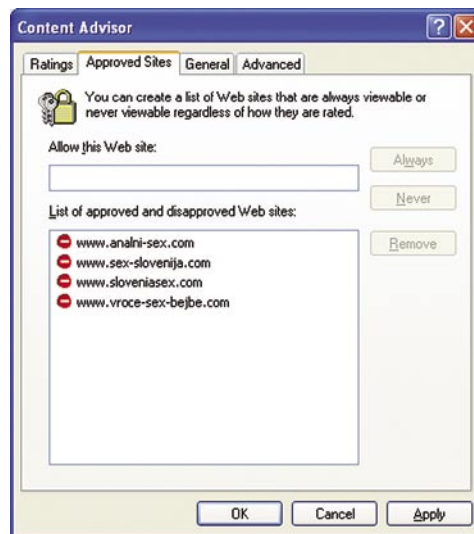 Content Advisor
Ratings Approved Sites General Advanced
You can create a list of Web sites that are always viewable or
never viewable regardless of how they are rated.
Allow this Web site:
Always
Never
List of approved and disapproved Web sites:
Remove
www.analni-sex.com
www.sex-slovenija.com
www.sloveniasex.com
www.vroce-sex-bejbe.com
OK Cancel Apply